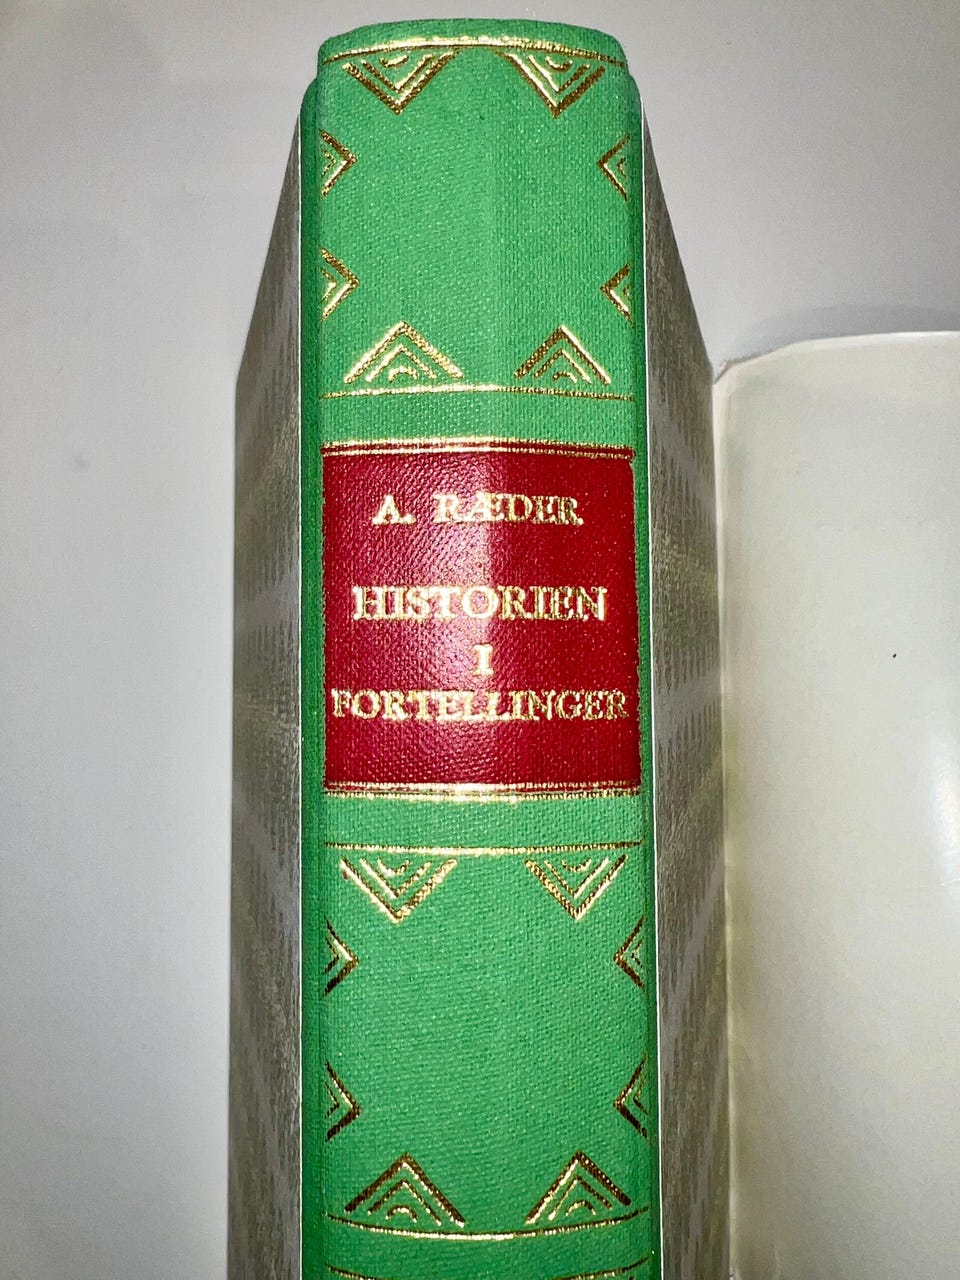 A. RÆDER
HISTORIEN
I
FORTELLINGER